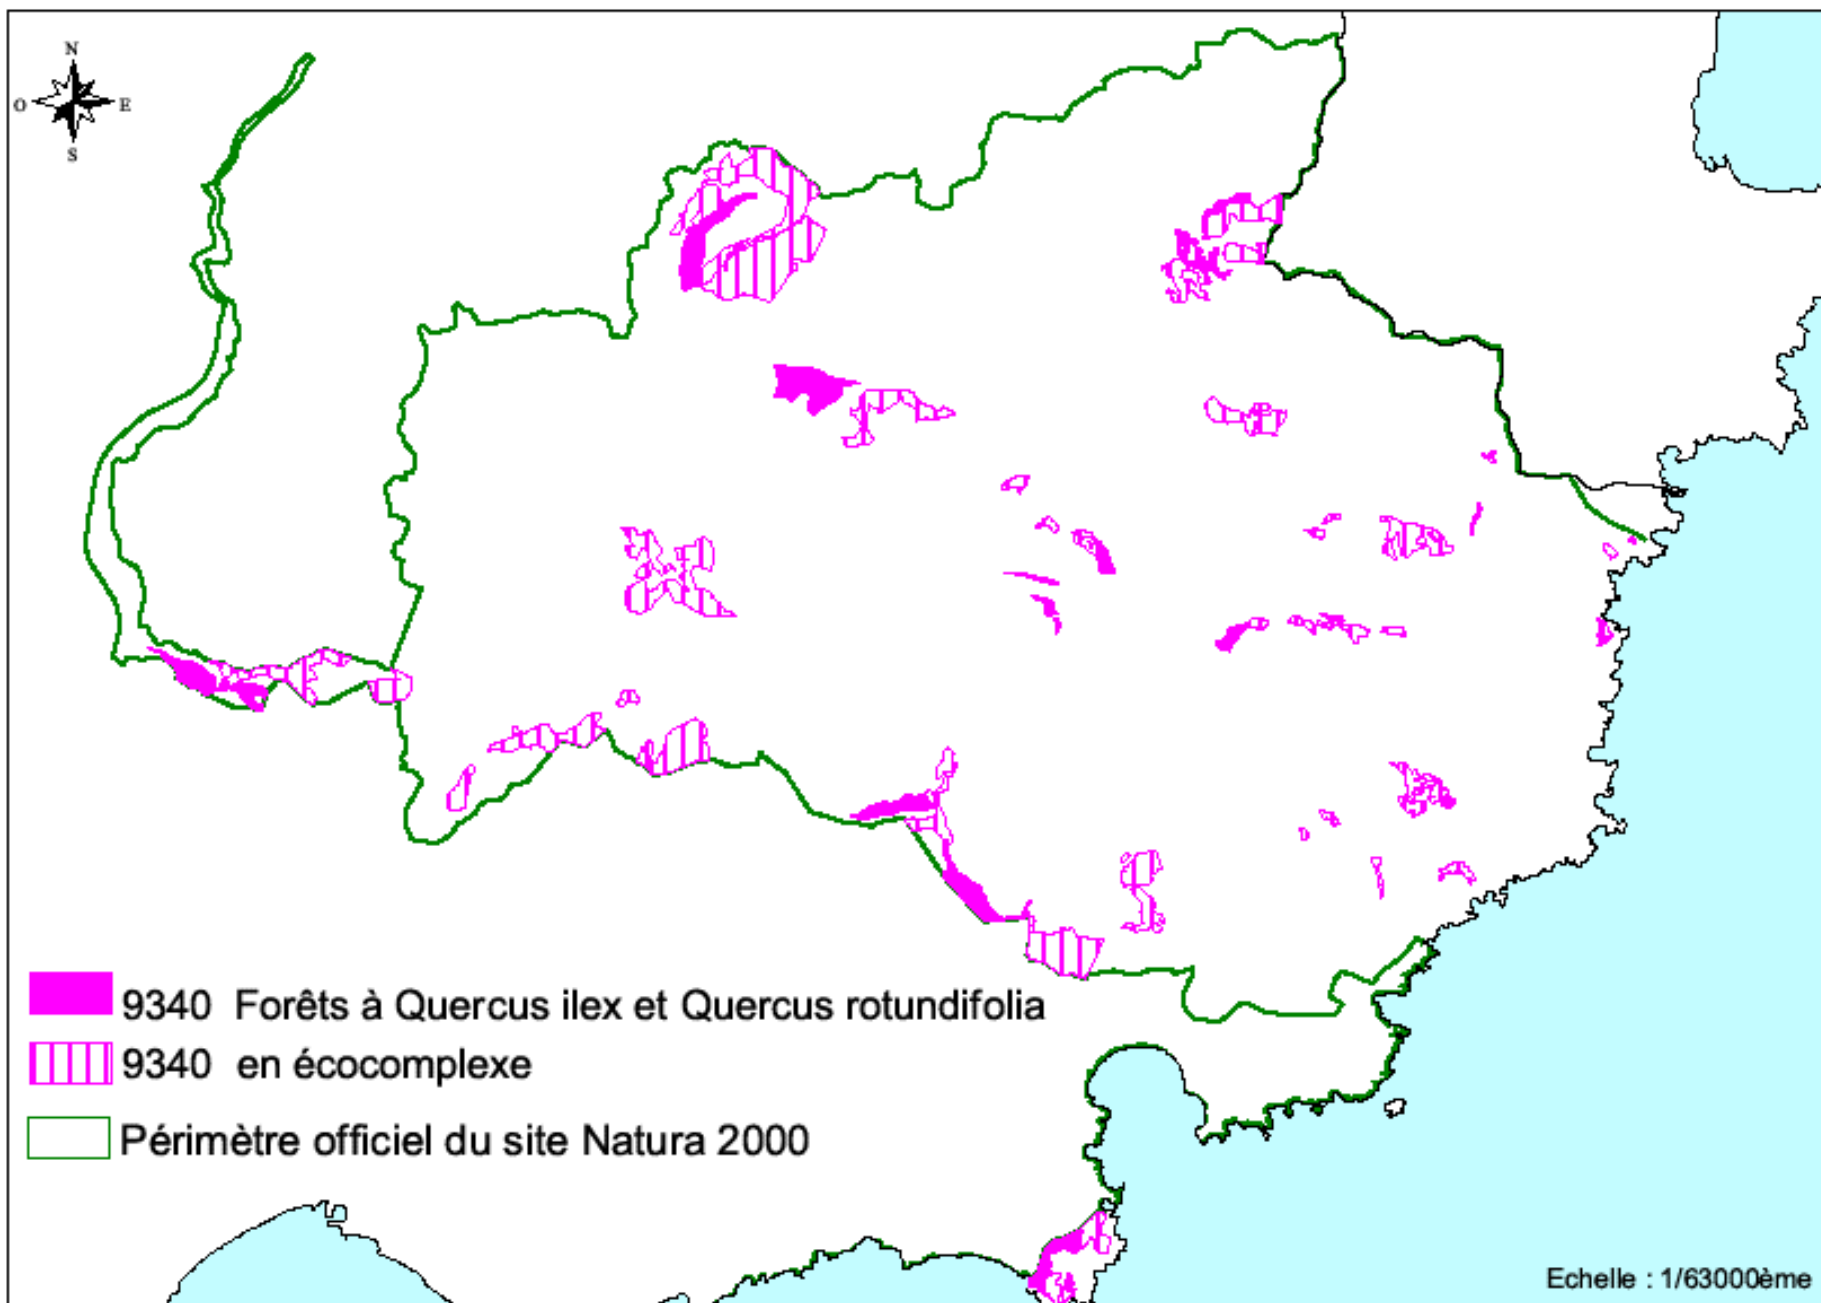 N
O E
S
9340 Forêts à Quercus ilex et Quercus rotundifolia
9340 en écocomplexe
Périmètre officiel du site Natura 2000
Echelle : 1/63000ème